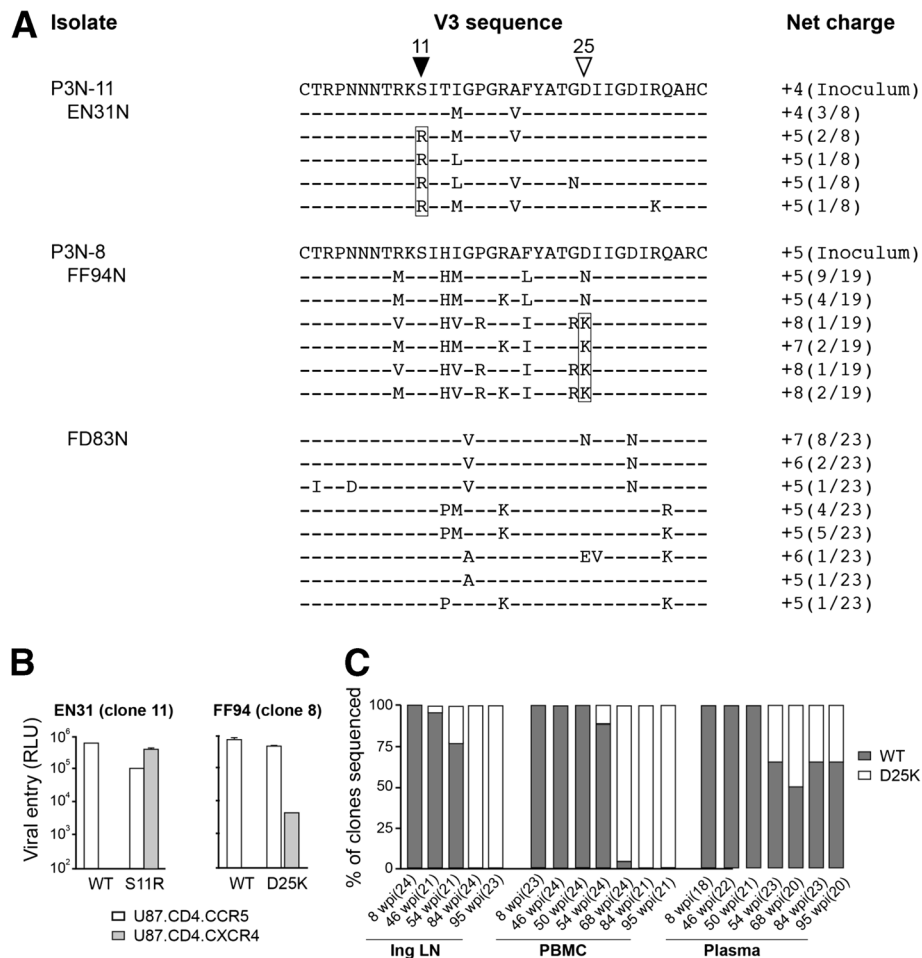 A
Isolate V3 sequence Net charge
11 25
P3N-11 CTRPNNNTRKSITIGPGRAFYATGDIIGDIRQAHC +4(Inoculum)
EN31N -------------M----V---------------- +4(3/8)
----------R--M----V---------------- +5(2/8)
----------R--L--------------------- +5(1/8)
----------R--L----V----N----------- +5(1/8)
----------R--M----V-----------K---- +5(1/8)
P3N-8 CTRPNNNTRKSIHIGPGRAFYATGDIIGDIRQARC +5(Inoculum)
FF94N --------M---HM-----L----N---------- +5(9/19)
--------M---HM---K-L----N---------- +5(4/19)
--------V---HV-R---I---RK---------- +8(1/19)
--------M---HM---K-I----K---------- +7(2/19)
--------V---HV-R---I---RK---------- +8(1/19)
--------M---HV-R-K-I---RK---------- +8(2/19)
FD83N --------------V---------N---N------ +7(8/23)
--------------V-------------N------ +6(2/23)
-I--D---------V-------------N------ +5(1/23)
------------PM---K-------------R--- +5(4/23)
------------PM---K-------------K--- +5(5/23)
--------------A---------EV-----K--- +6(1/23)
--------------A-------------------- +5(1/23)
------------P----K-------------K--- +5(1/23)
B
EN31 (clone 11) FF94 (clone 8)
Viral entry (RLU)
10⁶
10⁵
10⁴
10³
10²
WT S11R WT D25K
U87.CD4.CCR5
U87.CD4.CXCR4
C
% of clones sequenced
100
75
50
25
0
WT
D25K
8 wpi(24) 46 wpi(21) 54 wpi(21) 84 wpi(24) 95 wpi(23)
8 wpi(23) 46 wpi(24) 50 wpi(24) 54 wpi(24) 68 wpi(24) 84 wpi(21) 95 wpi(21)
8 wpi(18) 46 wpi(22) 50 wpi(21) 54 wpi(23) 68 wpi(20) 84 wpi(23) 95 wpi(20)
Ing LN PBMC Plasma